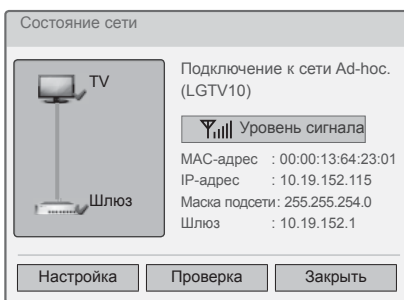 Состояние сети
TV
Шлюз
Подключение к сети Ad-hoc.
(LGTV10)
Уровень сигнала
MAC-адрес : 00:00:13:64:23:01
IP-адрес : 10.19.152.115
Маска подсети: 255.255.254.0
Шлюз : 10.19.152.1
Настройка Проверка Закрыть